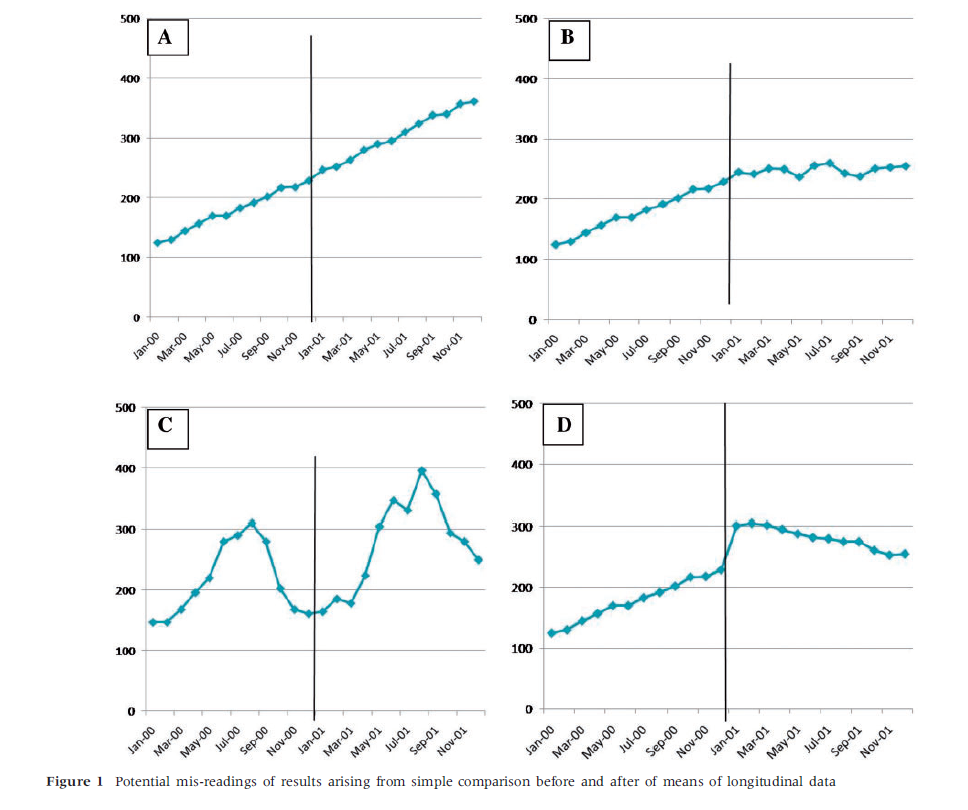 A
500
400
300
200
100
0
Jan-00 Mar-00 May-00 Jul-00 Sep-00 Nov-00 Jan-01 Mar-01 May-01 Jul-01 Sep-01 Nov-01
B
500
400
300
200
100
0
Jan-00 Mar-00 May-00 Jul-00 Sep-00 Nov-00 Jan-01 Mar-01 May-01 Jul-01 Sep-01 Nov-01
C
500
400
300
200
100
0
Jan-00 Mar-00 May-00 Jul-00 Sep-00 Nov-00 Jan-01 Mar-01 May-01 Jul-01 Sep-01 Nov-01
D
500
400
300
200
100
0
Jan-00 Mar-00 May-00 Jul-00 Sep-00 Nov-00 Jan-01 Mar-01 May-01 Jul-01 Sep-01 Nov-01
Figure 1 Potential mis-readings of results arising from simple comparison before and after of means of longitudinal data